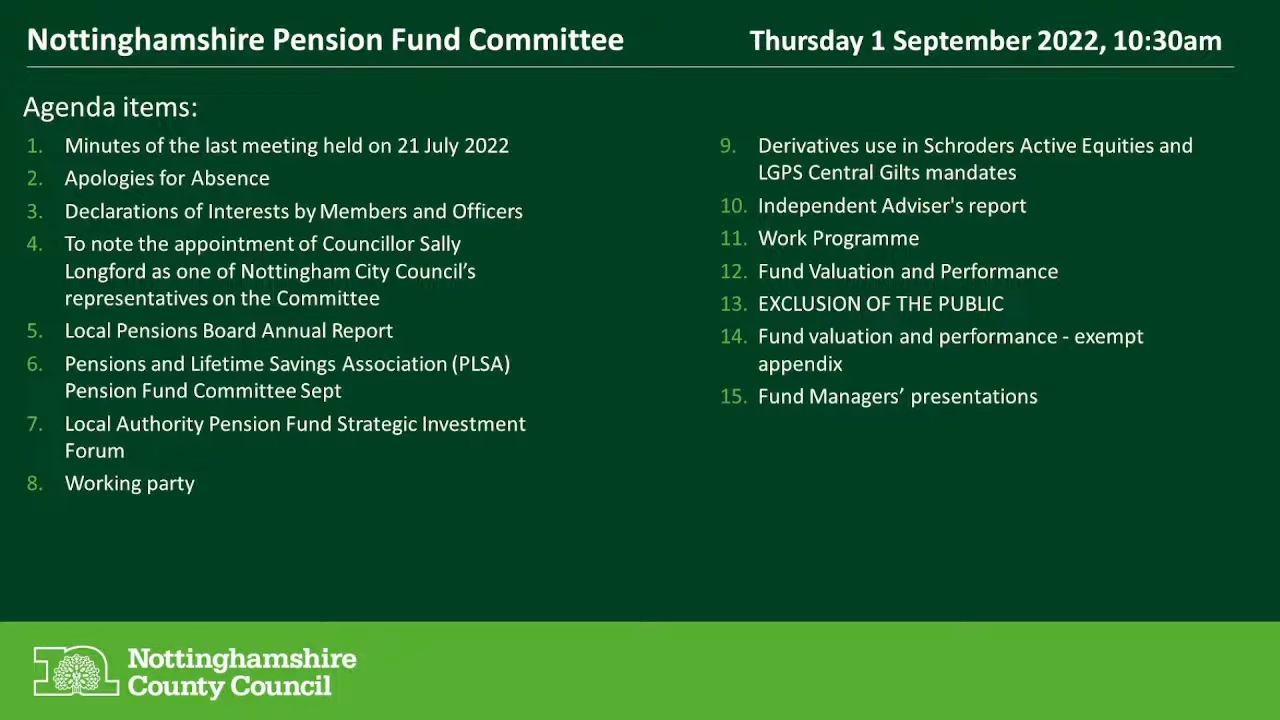 Nottinghamshire Pension Fund Committee
Thursday 1 September 2022, 10:30am
Agenda items:
1. Minutes of the last meeting held on 21 July 2022
2. Apologies for Absence
3. Declarations of Interests by Members and Officers
4. To note the appointment of Councillor Sally
Longford as one of Nottingham City Council’s
representatives on the Committee
5. Local Pensions Board Annual Report
6. Pensions and Lifetime Savings Association (PLSA)
Pension Fund Committee Sept
7. Local Authority Pension Fund Strategic Investment
Forum
8. Working party
9. Derivatives use in Schroders Active Equities and
LGPS Central Gilts mandates
10. Independent Adviser's report
11. Work Programme
12. Fund Valuation and Performance
13. EXCLUSION OF THE PUBLIC
14. Fund valuation and performance - exempt
appendix
15. Fund Managers’ presentations
Nottinghamshire
County Council